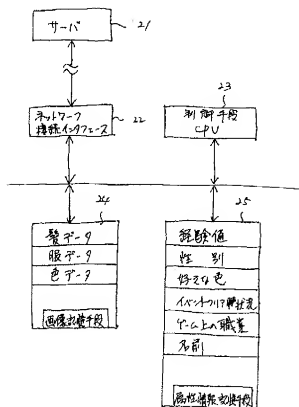 サーバ
21
ネットワーク
接続インタフェース
22
23
制御手段
CPU
24
髪データ
服データ
色データ
画像変換手段
25
経験値
性別
好きな色
イベントクリア状況
ゲーム上の職業
名前
属性情報変換手段